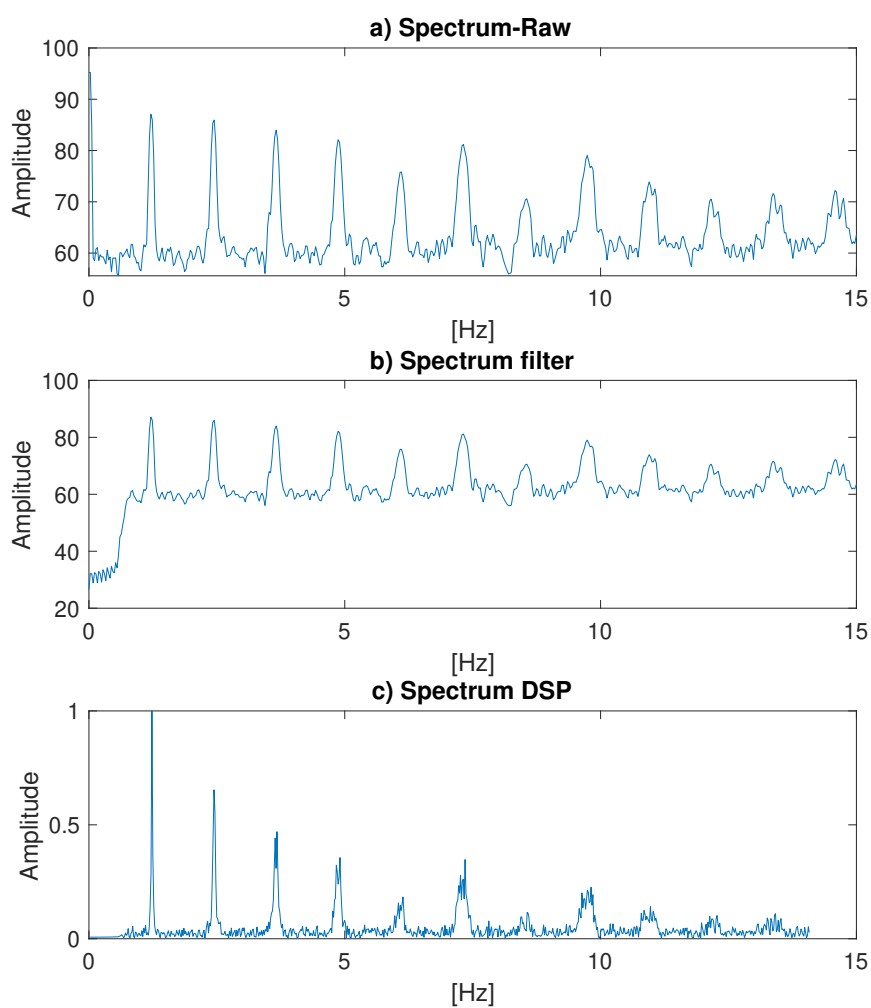 a) Spectrum-Raw
100
90
80
70
60
Amplitude
0 5 10 15
[Hz]
b) Spectrum filter
100
80
60
40
20
Amplitude
0 5 10 15
[Hz]
c) Spectrum DSP
1
0.5
0
Amplitude
0 5 10 15
[Hz]